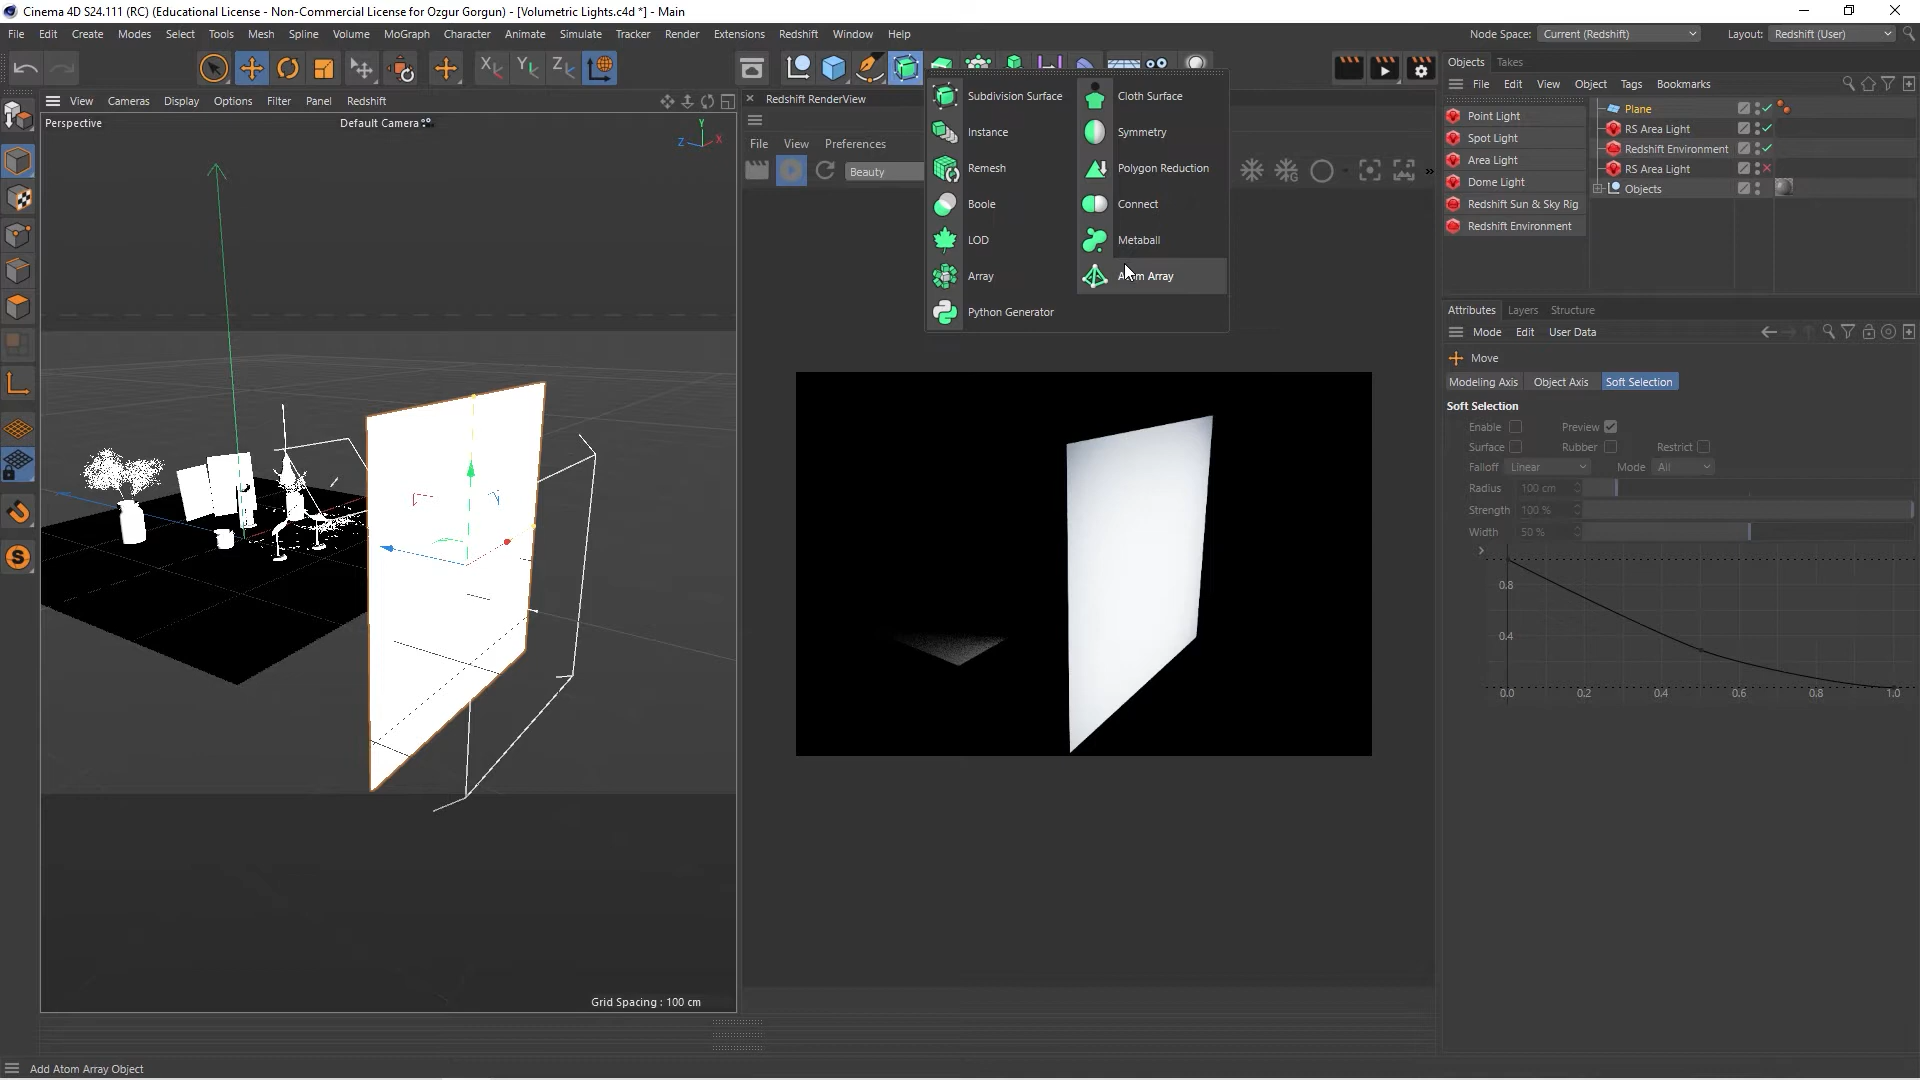 Cinema 4D S24.111 (RC) (Educational License - Non-Commercial License for Ozgur Gorgun) - [Volumetric Lights.c4d *] - Main
File Edit Create Modes Select Tools Mesh Spline Volume MoGraph Character Animate Simulate Tracker Render Extensions Redshift Window Help Node Space: Current (Redshift) Layout: Redshift (User)
Objects Takes
File Edit View Object Tags Bookmarks
View Cameras Display Options Filter Panel Redshift
Redshift RenderView
Perspective
Default Camera
Y
X
Z
File View Preferences
Beauty
Subdivision Surface
Cloth Surface
Instance
Symmetry
Remesh
Polygon Reduction
Boole
Connect
LOD
Metaball
Array
Atom Array
Python Generator
Point Light
Spot Light
Area Light
Dome Light
Redshift Sun & Sky Rig
Redshift Environment
Plane
RS Area Light
Redshift Environment
RS Area Light
Objects
Attributes Layers Structure
Mode Edit User Data
Move
Modeling Axis Object Axis Soft Selection
Soft Selection
Enable Preview
Surface Rubber Restrict
Falloff Linear Mode All
Radius 100 cm
Strength 100 %
Width 50 %
0.8
0.4
0.0 0.2 0.4 0.6 0.8 1.0
Grid Spacing : 100 cm
Add Atom Array Object